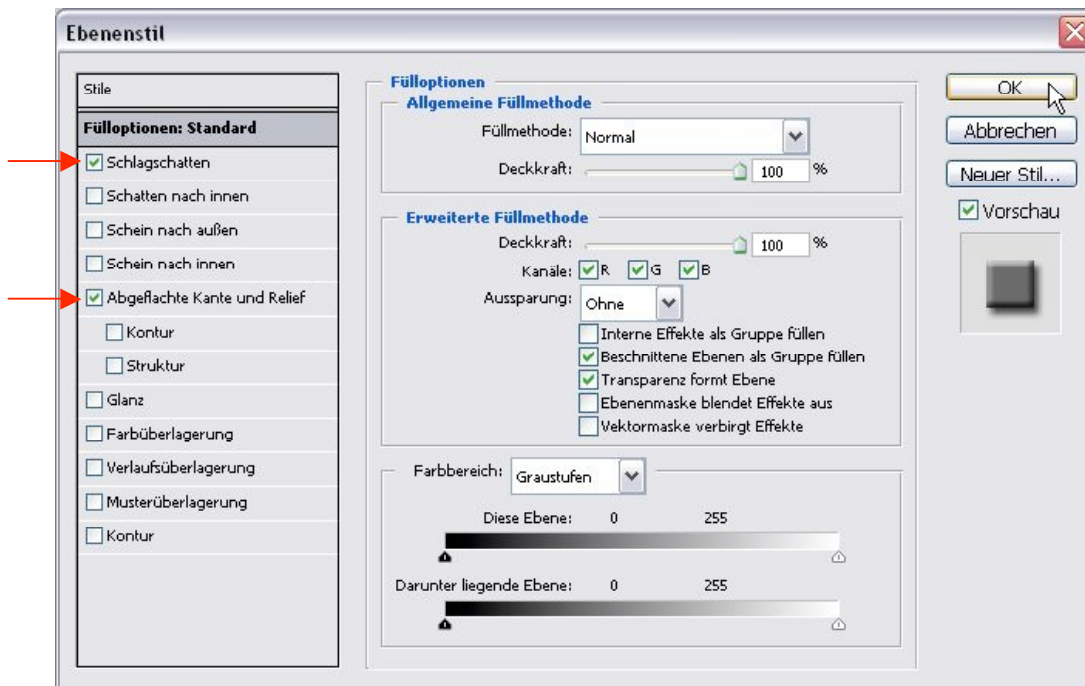 Ebenenstil
Stile
Fülloptionen: Standard
Schlagschatten
Schatten nach innen
Schein nach außen
Schein nach innen
Abgeflachte Kante und Relief
Kontur
Struktur
Glanz
Farbüberlagerung
Verlaufsüberlagerung
Musterüberlagerung
Kontur
Fülloptionen
Allgemeine Füllmethode
Füllmethode: Normal
Deckkraft: 100 %
Erweiterte Füllmethode
Deckkraft: 100 %
Kanäle: R G B
Aussparung: Ohne
Interne Effekte als Gruppe füllen
Beschnittene Ebenen als Gruppe füllen
Transparenz formt Ebene
Ebenenmaske blendet Effekte aus
Vektormaske verbirgt Effekte
Farbbereich: Graustufen
Diese Ebene: 0 255
Darunter liegende Ebene: 0 255
OK
Abbrechen
Neuer Stil...
Vorschau